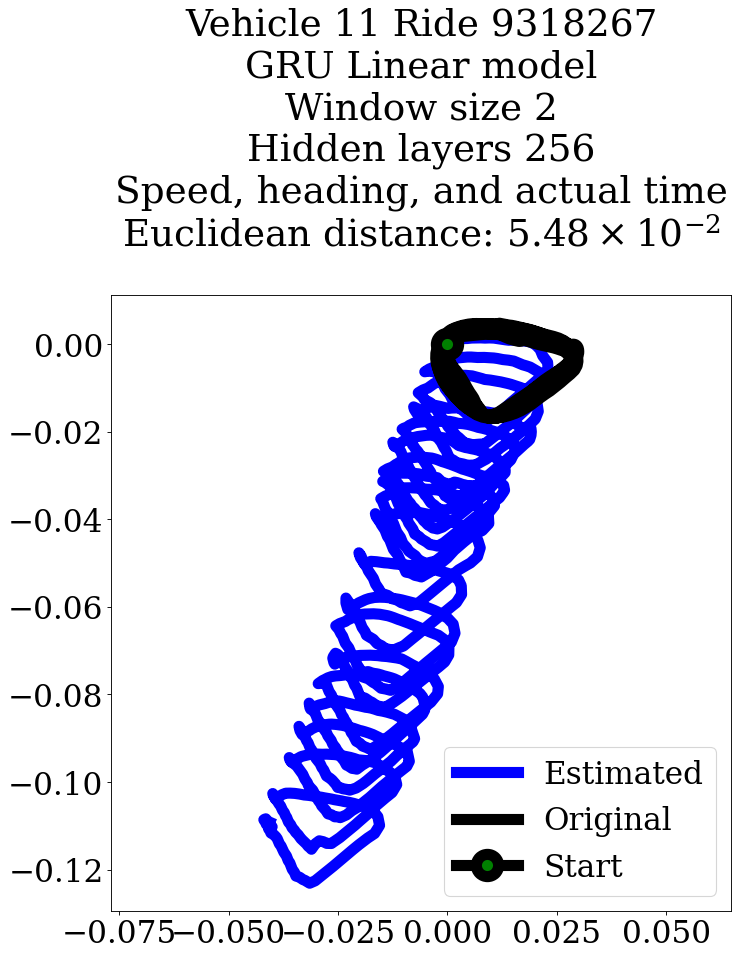 Vehicle 11 Ride 9318267
GRU Linear model
Window size 2
Hidden layers 256
Speed, heading, and actual time
Euclidean distance: 5.48 × 10⁻²
0.00
−0.02
−0.04
−0.06
−0.08
−0.10
−0.12
Estimated
Original
Start
−0.075 −0.050 −0.025 0.000 0.025 0.050